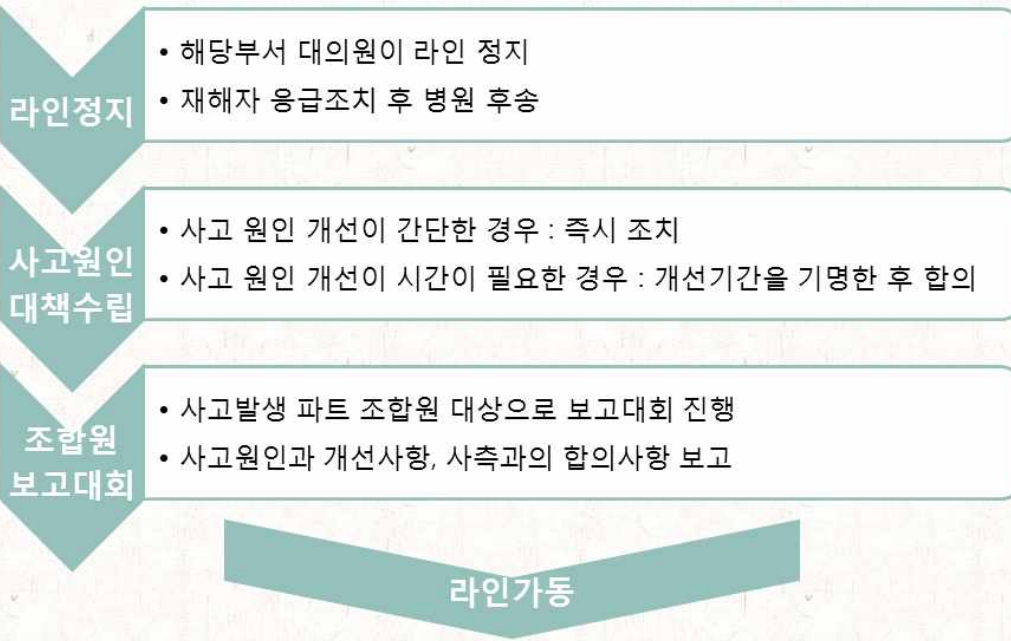 라인정지
• 해당부서 대의원이 라인 정지
• 재해자 응급조치 후 병원 후송
사고원인
대책수립
• 사고 원인 개선이 간단한 경우 : 즉시 조치
• 사고 원인 개선이 시간이 필요한 경우 : 개선기간을 기명한 후 합의
조합원
보고대회
• 사고발생 파트 조합원 대상으로 보고대회 진행
• 사고원인과 개선사항, 사측과의 합의사항 보고
라인가동